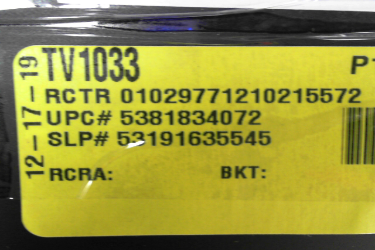 12-17-19
TV1033
P1
RCTR 01029771210215572
UPC# 5381834072
SLP# 53191635545
RCRA: BKT: